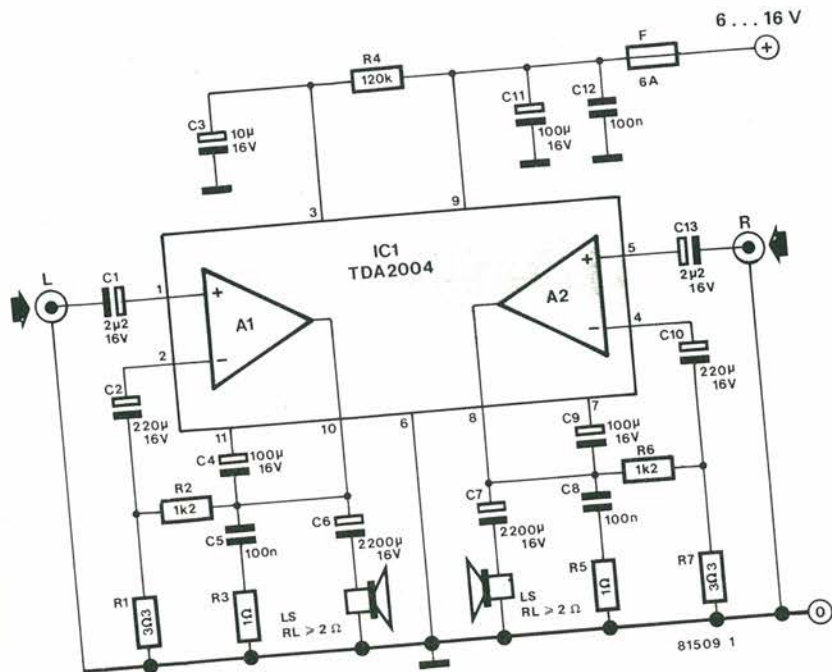 6 . . . 16 V
F
6A
R4
120k
C11
100µ
16V
C12
100n
C3
10µ
16V
3
9
IC1
TDA2004
L
C1
2µ2
16V
1
+
A1
2
−
C13
R
2µ2
16V
5
+
A2
4
−
C10
220µ
16V
C2
220µ
16V
11
10
6
8
7
C4
100µ
16V
C9
100µ
16V
R2
1k2
R6
1k2
C5
100n
C6
2200µ
16V
C7
2200µ
16V
C8
100n
R1
3Ω3
R3
1Ω
LS
RL ⩾ 2 Ω
LS
RL ⩾ 2 Ω
R5
1Ω
R7
3Ω3
0
81509 1